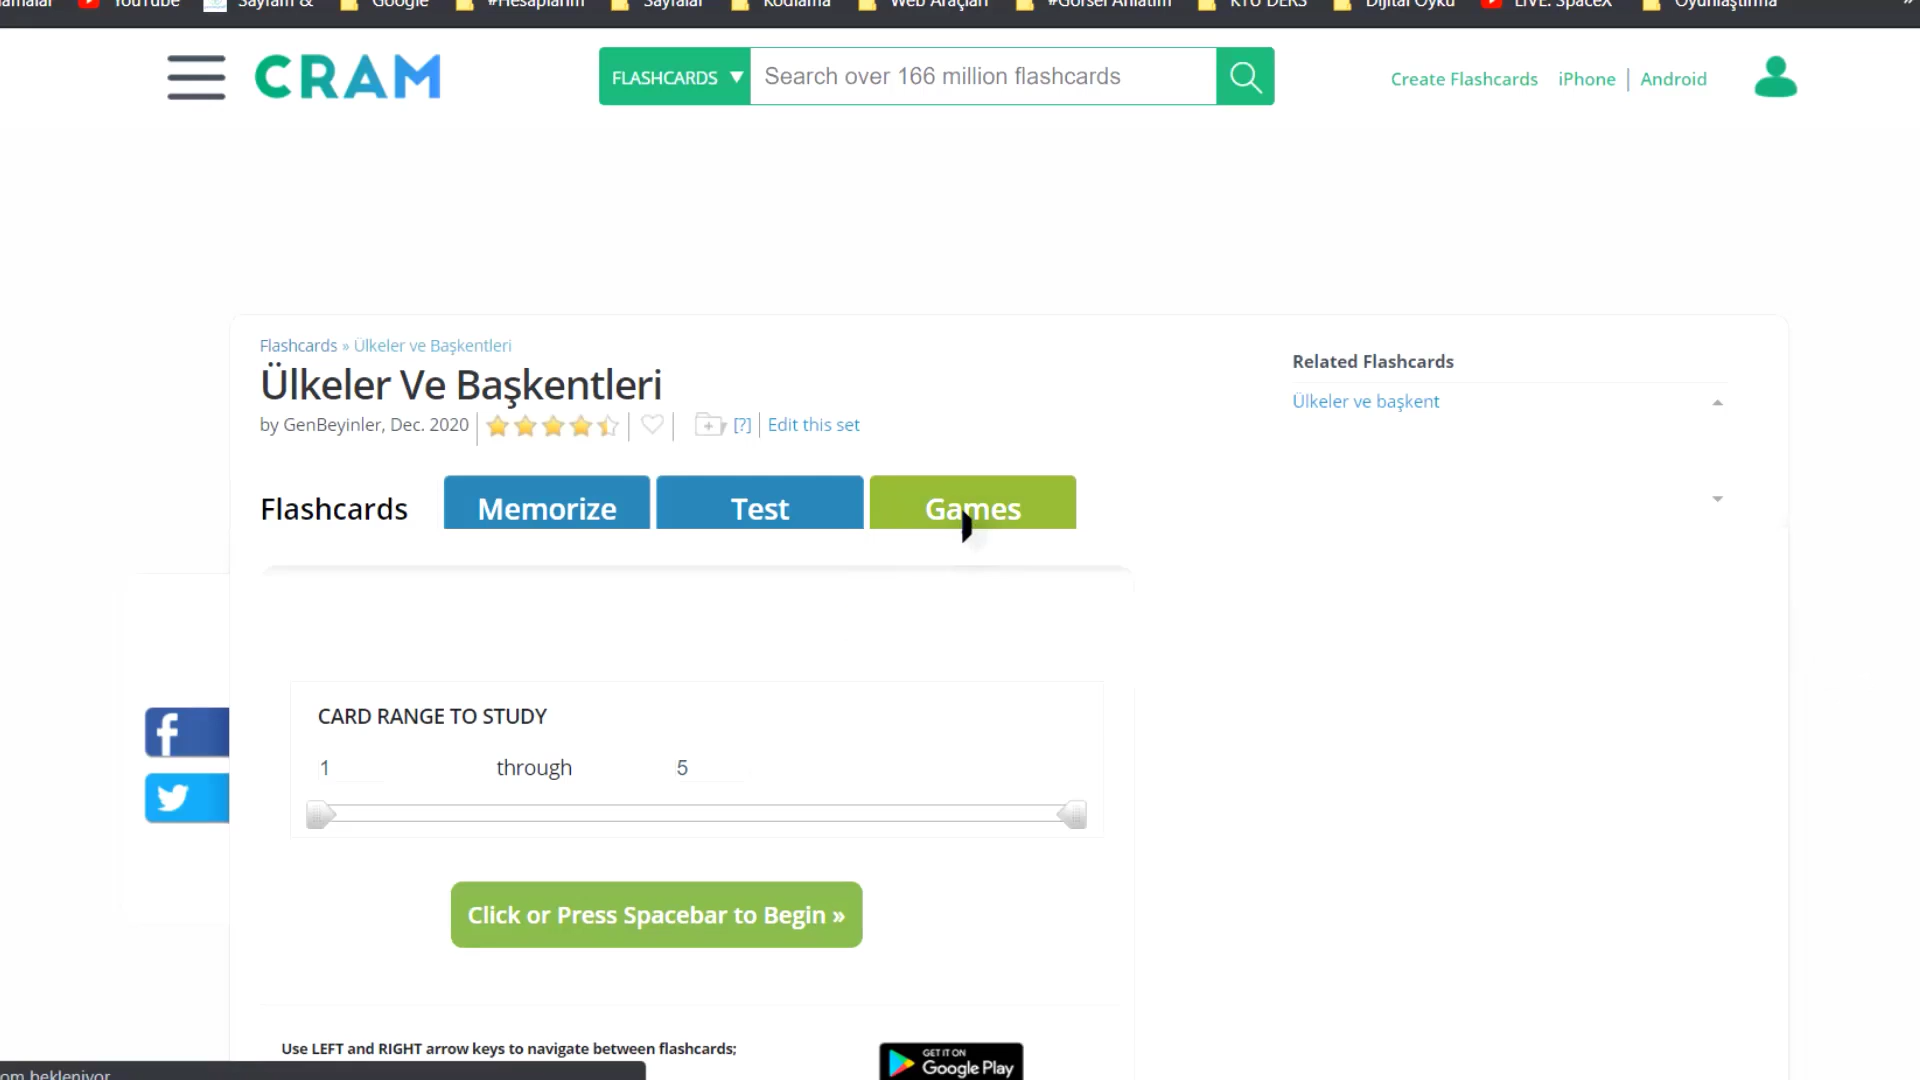 YouTube
Sayfam &
Google
#Hesaplarım
Sayfalar
Kodlama
Web Araçları
#Görsel Anlatım
KTÜ DERS
Dijital Öykü
LIVE: SpaceX
Oyunlaştırma
»
CRAM
FLASHCARDS ▼
Search over 166 million flashcards
Create Flashcards
iPhone | Android
Flashcards » Ülkeler ve Başkentleri
Ülkeler Ve Başkentleri
by GenBeyinler, Dec. 2020
[?] Edit this set
Related Flashcards
Ülkeler ve başkent
Flashcards
Memorize
Test
Games
CARD RANGE TO STUDY
1 through 5
Click or Press Spacebar to Begin »
Use LEFT and RIGHT arrow keys to navigate between flashcards;
GET IT ON
Google Play
bekleniyor